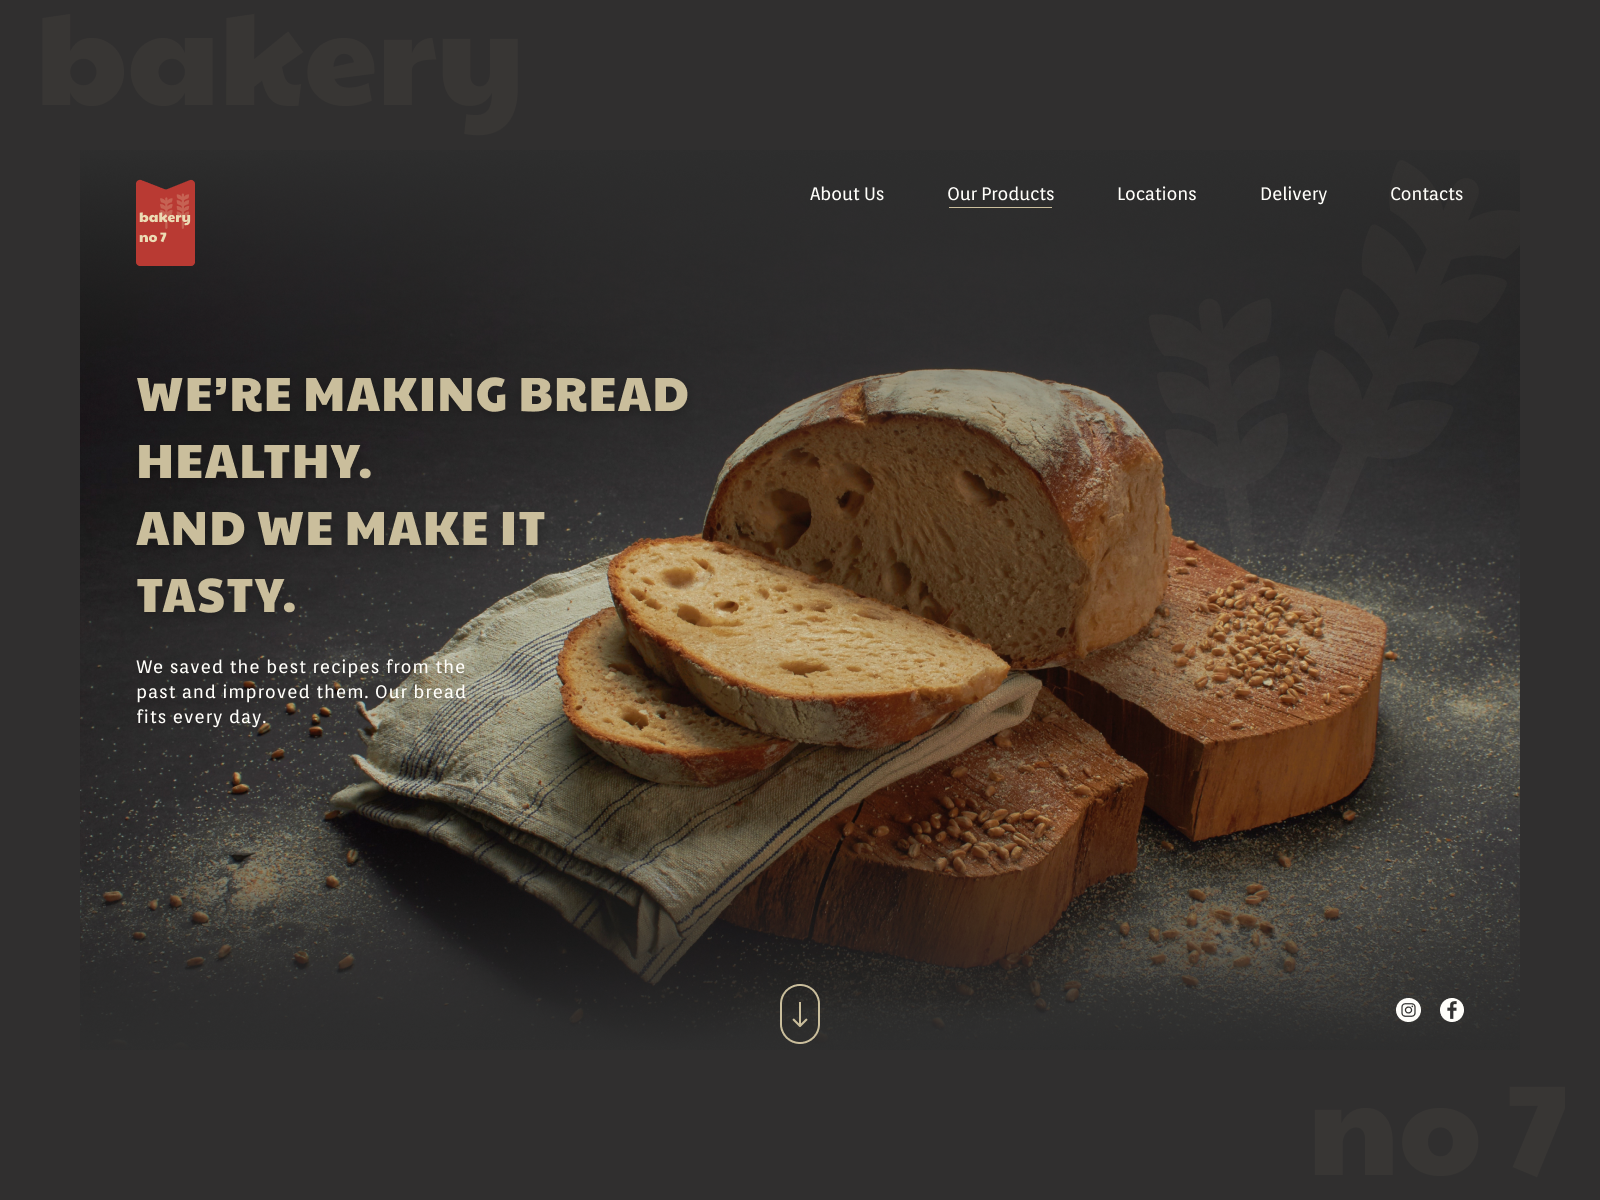 bakery
bakery
no 7
About Us
Our Products
Locations
Delivery
Contacts
WE’RE MAKING BREAD
HEALTHY.
AND WE MAKE IT
TASTY.
We saved the best recipes from the
past and improved them. Our bread
fits every day.
no 7